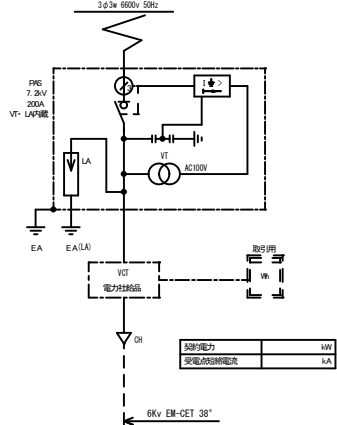 3φ3w 6600v 50Hz
PAS
7.2kV
200A
VT・LA内蔵
I ⏚ >
LA
VT
AC100V
EA
EA(LA)
VCT
電力社給品
取引用
Wh
CH
契約電力 kW
受電点短絡電流 kA
6Kv EM-CET 38°